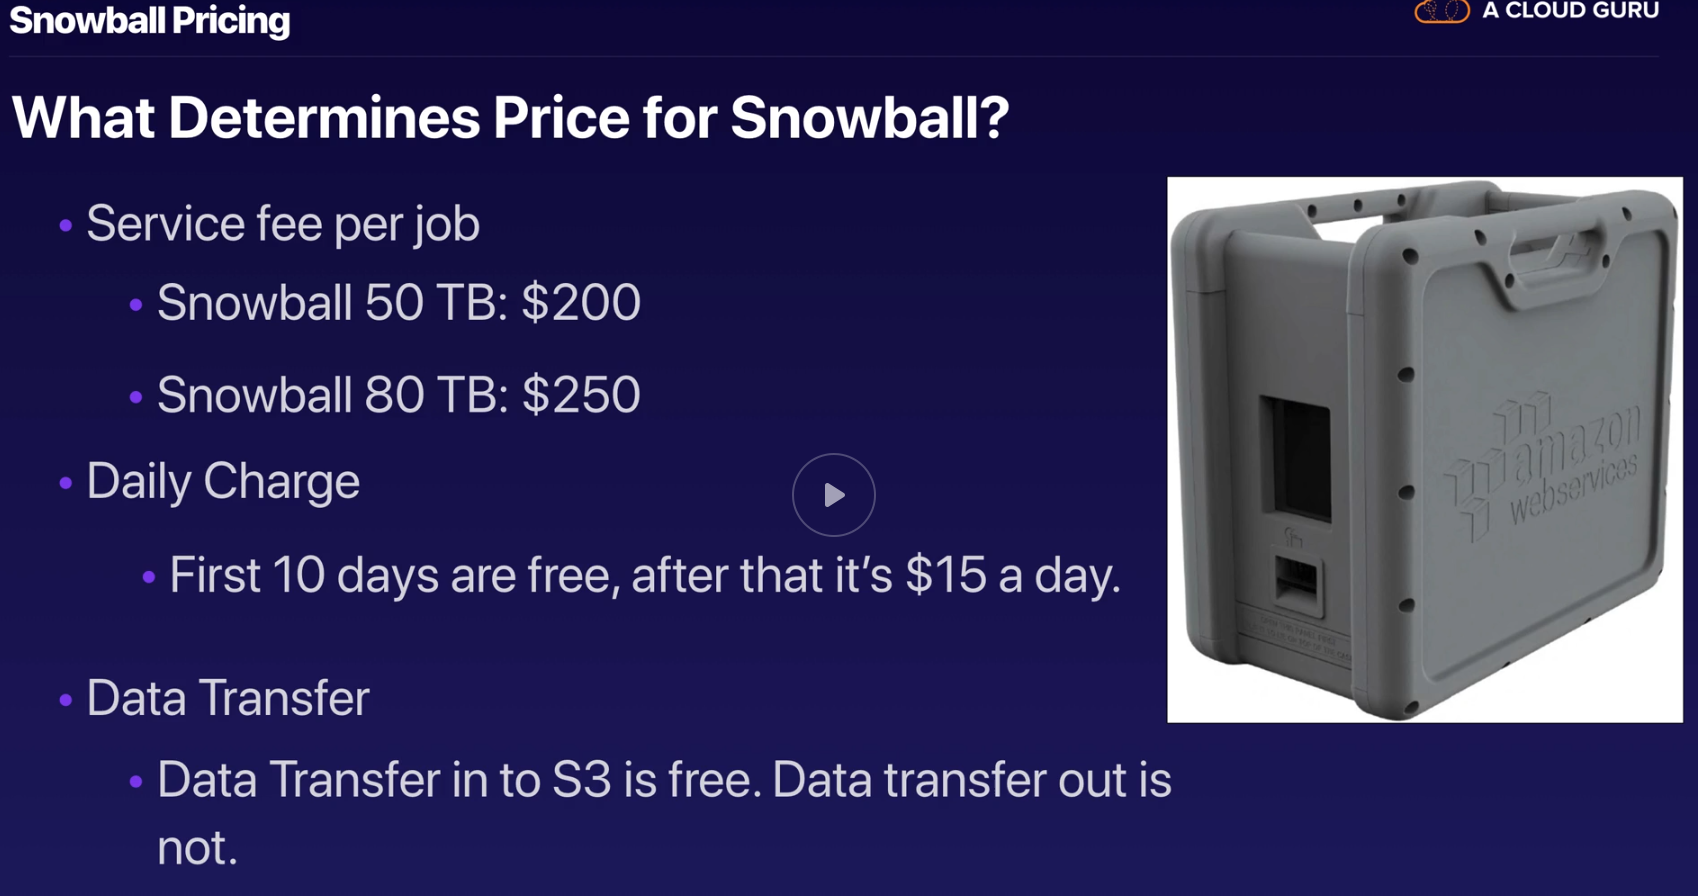 Snowball Pricing
A CLOUD GURU
What Determines Price for Snowball?
• Service fee per job
• Snowball 50 TB: $200
• Snowball 80 TB: $250
• Daily Charge
• First 10 days are free, after that it’s $15 a day.
• Data Transfer
• Data Transfer in to S3 is free. Data transfer out is
not.
amazon
webservices